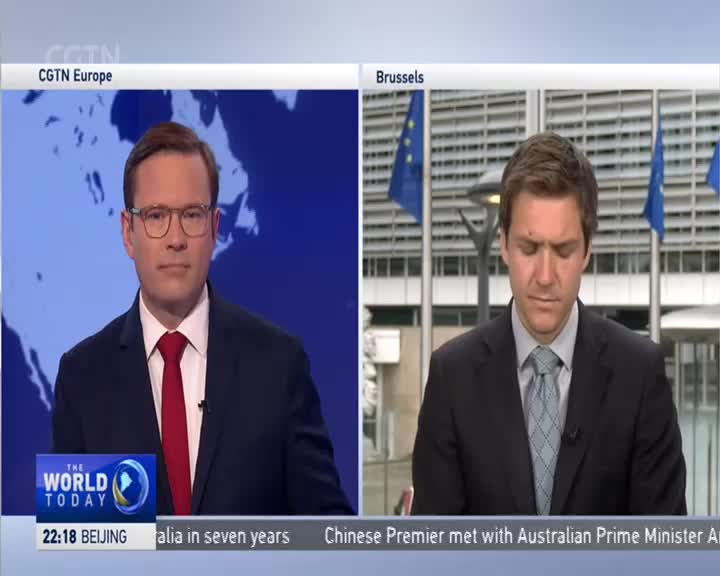 CGTN
CGTN Europe
Brussels
THE
WORLD
TODAY
22:18 BEIJING
alia in seven years Chinese Premier met with Australian Prime Minister